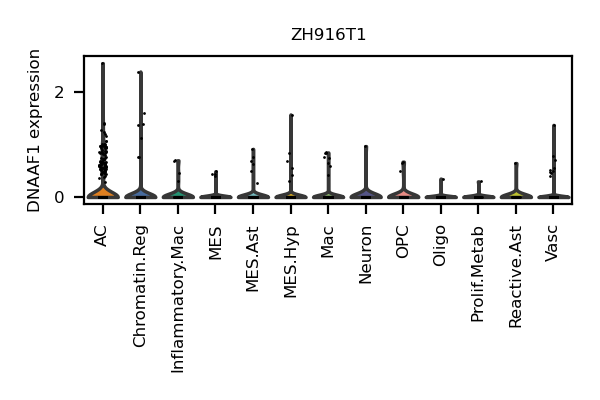 ZH916T1
DNAAF1 expression
2
0
AC
Chromatin.Reg
Inflammatory.Mac
MES
MES.Ast
MES.Hyp
Mac
Neuron
OPC
Oligo
Prolif.Metab
Reactive.Ast
Vasc